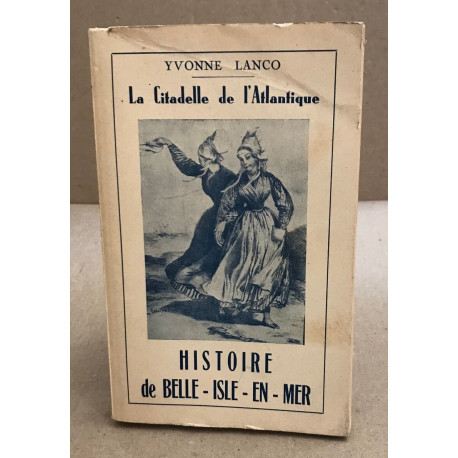 YVONNE LANCO
La Citadelle de l'Atlantique
HISTOIRE
de BELLE - ISLE - EN - MER